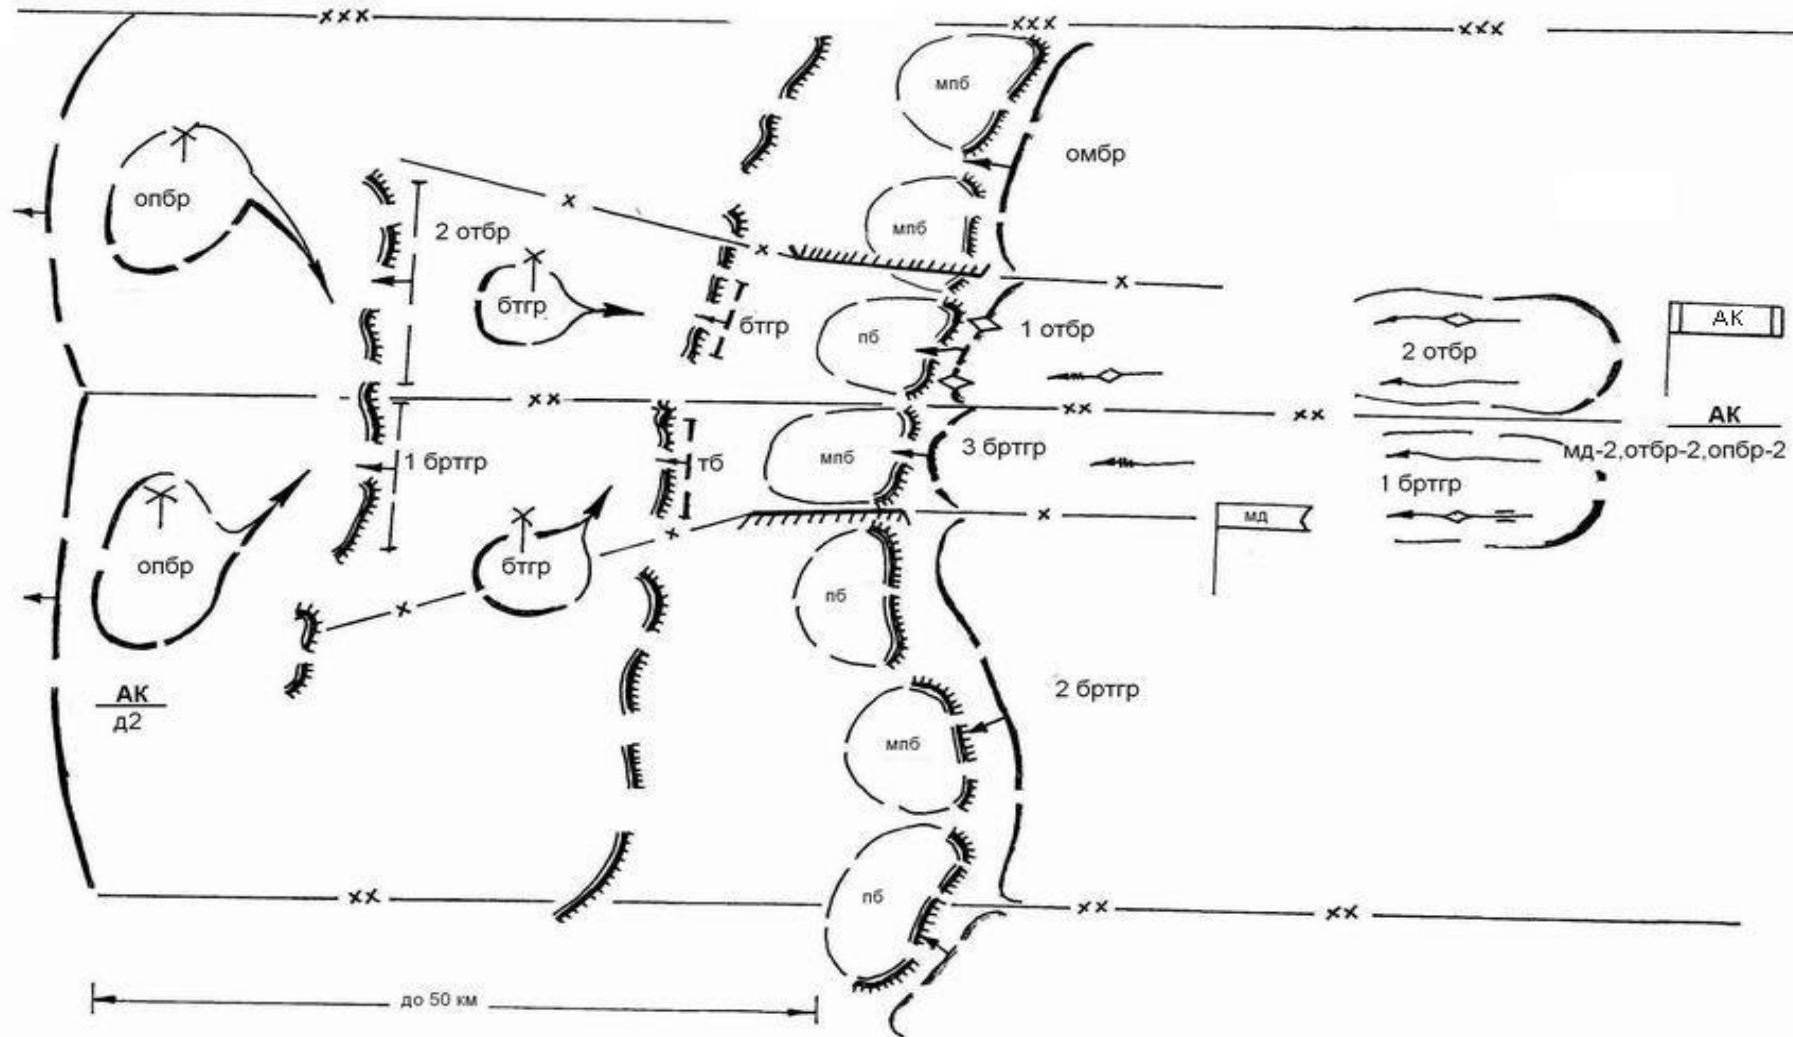 xxx
xxx
xxx
мпб
омбр
опбр
мпб
2 отбр
x
x
x
бтгр
бтгр
пб
1 отбр
2 отбр
АК
xx
xx
xx
АК
мд-2,отбр-2,опбр-2
1 бртгр
тб
мпб
3 бртгр
1 бртгр
x
x
мд
опбр
бтгр
x
пб
АК
д2
мпб
2 бртгр
xx
пб
xx
xx
до 50 км